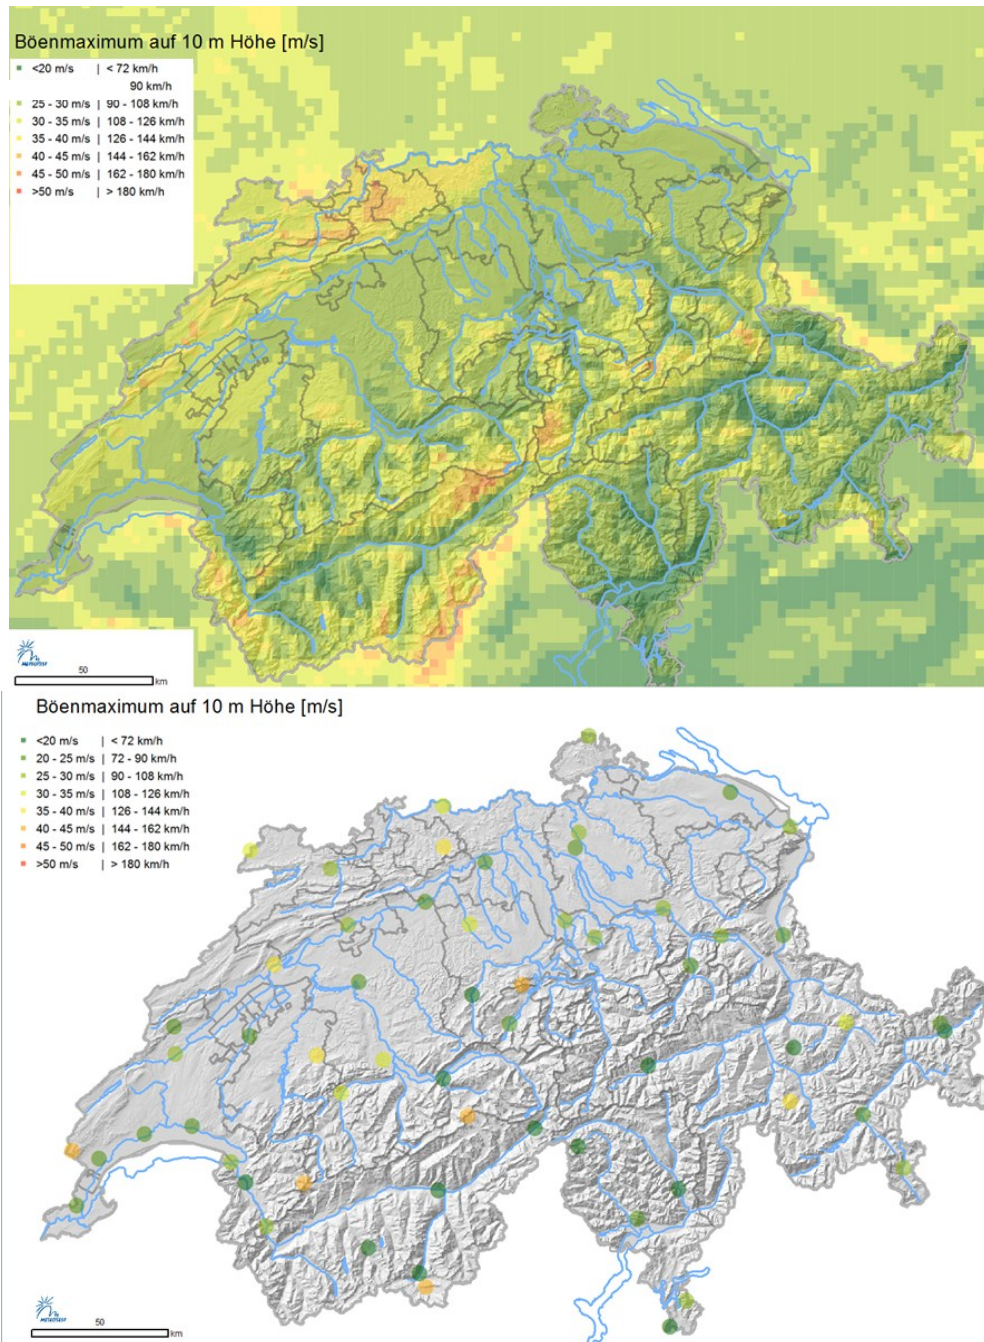 Böenmaximum auf 10 m Höhe [m/s]
<20 m/s | < 72 km/h
90 km/h
25 - 30 m/s | 90 - 108 km/h
30 - 35 m/s | 108 - 126 km/h
35 - 40 m/s | 126 - 144 km/h
40 - 45 m/s | 144 - 162 km/h
45 - 50 m/s | 162 - 180 km/h
>50 m/s | > 180 km/h
METEOTEST
50
km
Böenmaximum auf 10 m Höhe [m/s]
<20 m/s | < 72 km/h
20 - 25 m/s | 72 - 90 km/h
25 - 30 m/s | 90 - 108 km/h
30 - 35 m/s | 108 - 126 km/h
35 - 40 m/s | 126 - 144 km/h
40 - 45 m/s | 144 - 162 km/h
45 - 50 m/s | 162 - 180 km/h
>50 m/s | > 180 km/h
METEOTEST
50
km